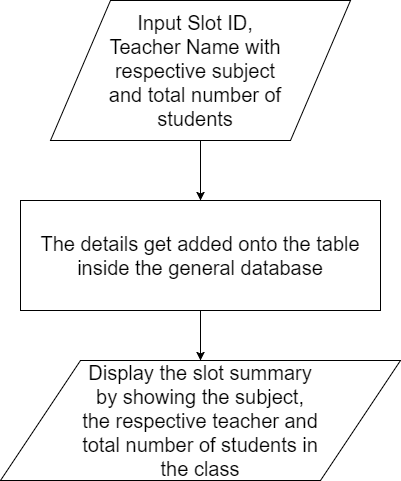 Input Slot ID,
Teacher Name with
respective subject
and total number of
students
The details get added onto the table
inside the general database
Display the slot summary
by showing the subject,
the respective teacher and
total number of students in
the class